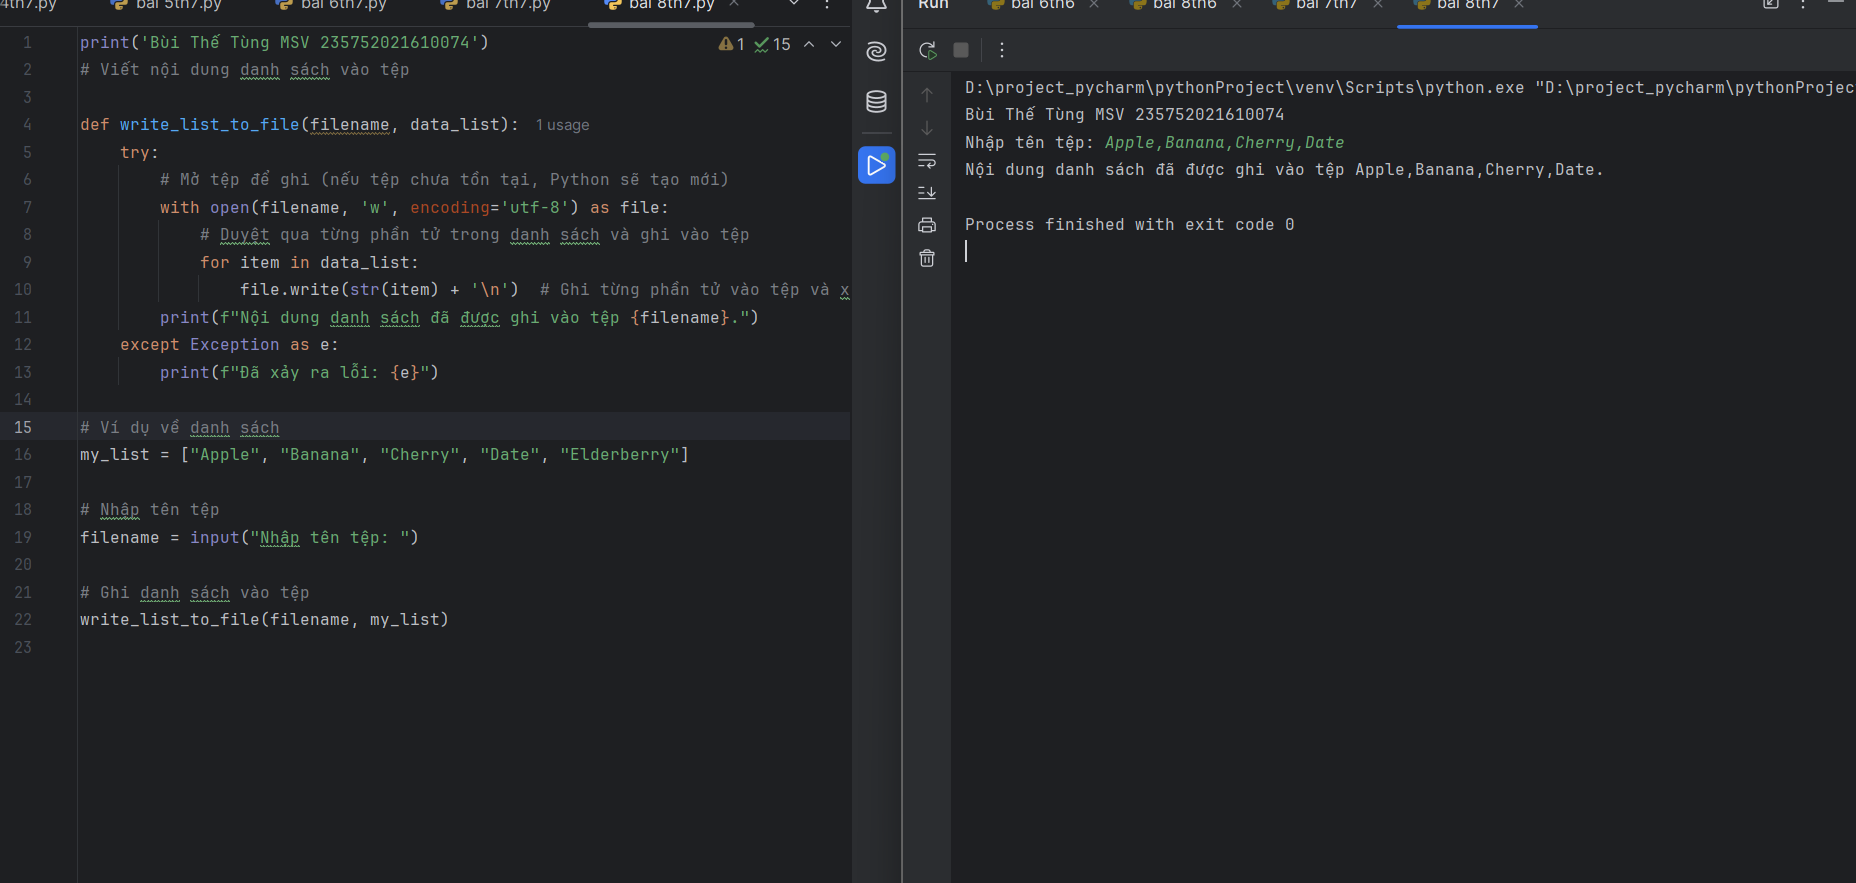 4th7.py bai 5th7.py bai 6th7.py bai 7th7.py bai 8th7.py
1 print('Bùi Thế Tùng MSV 235752021610074')
2 # Viết nội dung danh sách vào tệp
3
4 def write_list_to_file(filename, data_list): 1 usage
5 try:
6 # Mở tệp để ghi (nếu tệp chưa tồn tại, Python sẽ tạo mới)
7 with open(filename, 'w', encoding='utf-8') as file:
8 # Duyệt qua từng phần tử trong danh sách và ghi vào tệp
9 for item in data_list:
10 file.write(str(item) + '\n') # Ghi từng phần tử vào tệp và x
11 print(f"Nội dung danh sách đã được ghi vào tệp {filename}.")
12 except Exception as e:
13 print(f"Đã xảy ra lỗi: {e}")
14
15 # Ví dụ về danh sách
16 my_list = ["Apple", "Banana", "Cherry", "Date", "Elderberry"]
17
18 # Nhập tên tệp
19 filename = input("Nhập tên tệp: ")
20
21 # Ghi danh sách vào tệp
22 write_list_to_file(filename, my_list)
23
1 15
Run bai 6th6 bai 8th6 bai 7th7 bai 8th7
D:\project_pycharm\pythonProject\venv\Scripts\python.exe "D:\project_pycharm\pythonProjec
Bùi Thế Tùng MSV 235752021610074
Nhập tên tệp: Apple,Banana,Cherry,Date
Nội dung danh sách đã được ghi vào tệp Apple,Banana,Cherry,Date.
Process finished with exit code 0